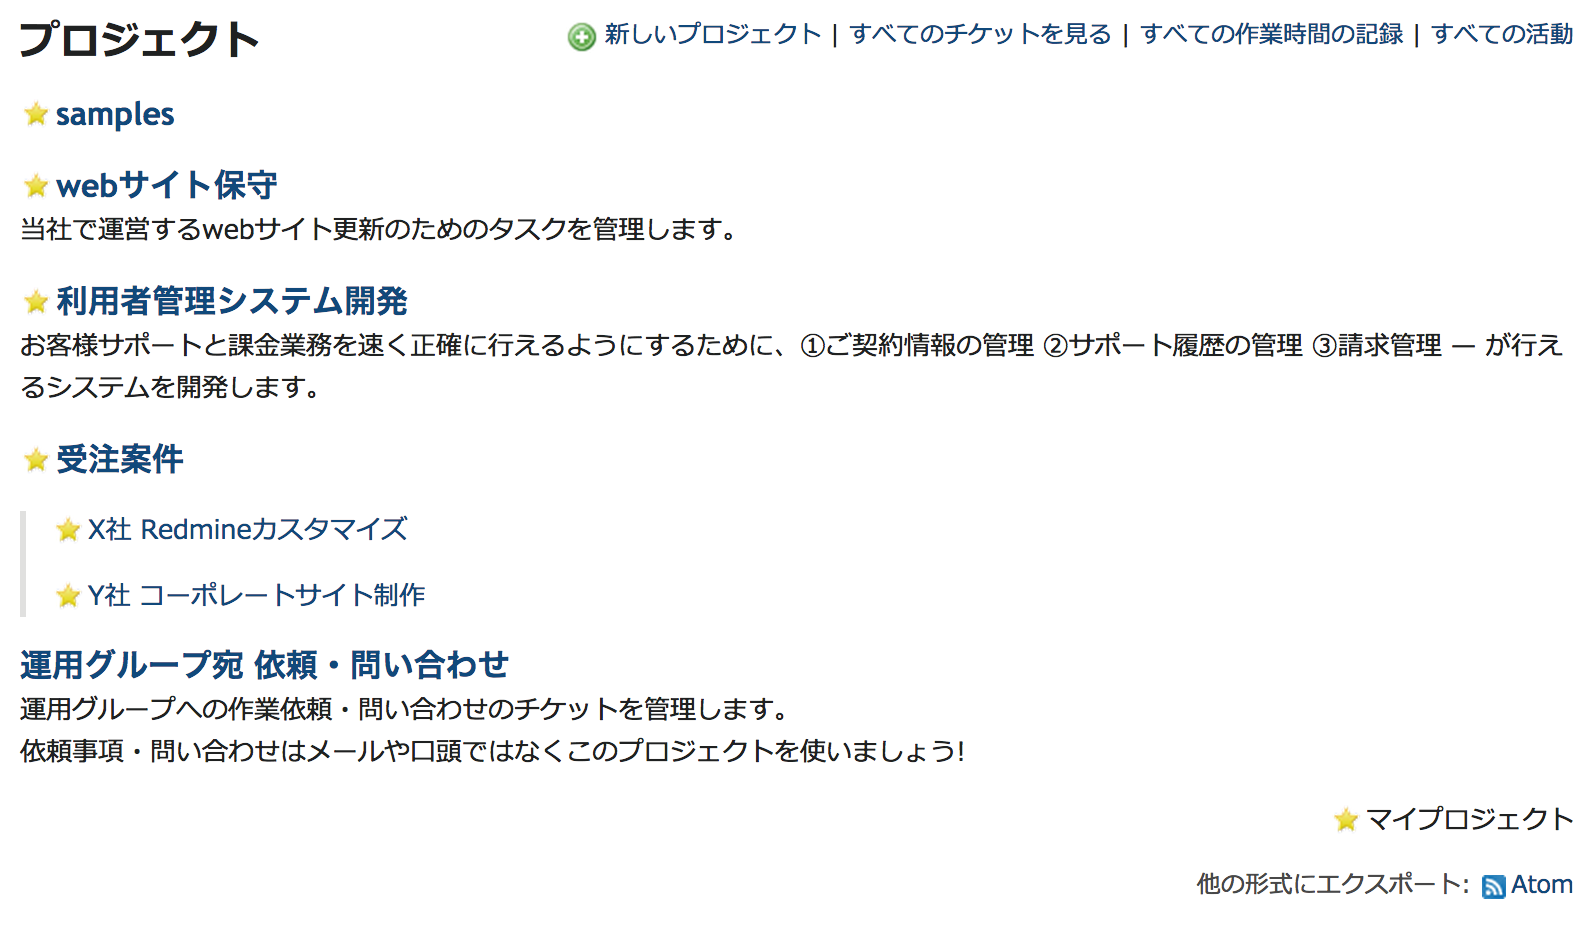 プロジェクト
新しいプロジェクト | すべてのチケットを見る | すべての作業時間の記録 | すべての活動
samples
webサイト保守
当社で運営するwebサイト更新のためのタスクを管理します。
利用者管理システム開発
お客様サポートと課金業務を速く正確に行えるようにするために、①ご契約情報の管理 ②サポート履歴の管理 ③請求管理 — が行え
るシステムを開発します。
受注案件
X社 Redmineカスタマイズ
Y社 コーポレートサイト制作
運用グループ宛 依頼・問い合わせ
運用グループへの作業依頼・問い合わせのチケットを管理します。
依頼事項・問い合わせはメールや口頭ではなくこのプロジェクトを使いましょう!
マイプロジェクト
他の形式にエクスポート: Atom